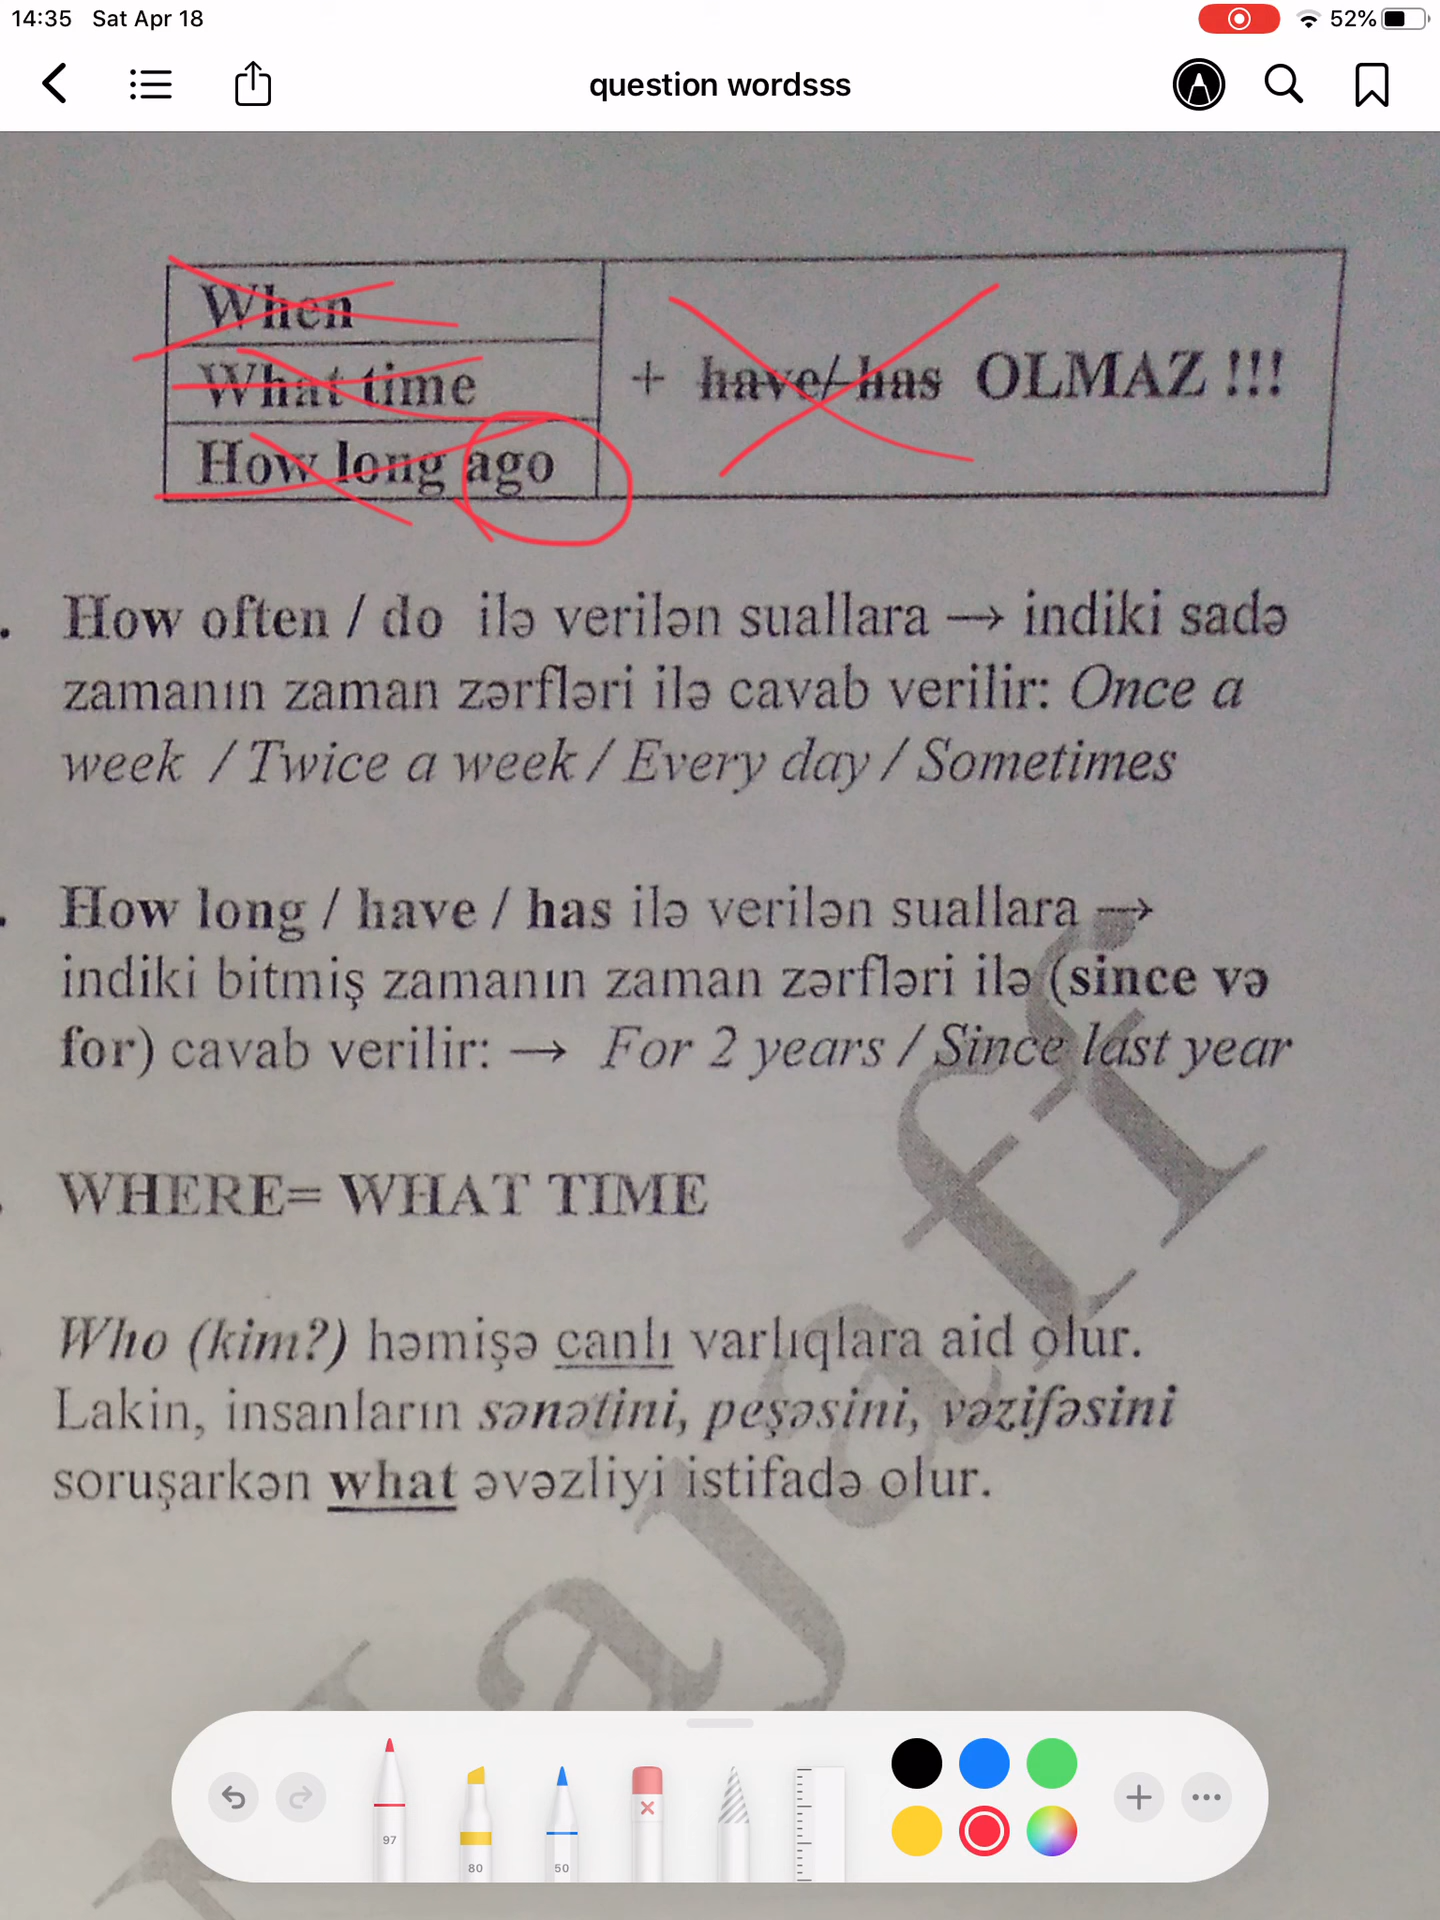 14:35 Sat Apr 18 52%
question wordsss
When
What time
How long ago
+ have/ has OLMAZ !!!
. How often / do ilə verilən suallara → indiki sadə
zamanın zaman zərfləri ilə cavab verilir: Once a
week / Twice a week / Every day / Sometimes
. How long / have / has ilə verilən suallara →
indiki bitmiş zamanın zaman zərfləri ilə (since və
for) cavab verilir: → For 2 years / Since last year
WHERE= WHAT TIME
Who (kim?) həmişə canlı varlıqlara aid olur.
Lakin, insanların sənətini, peşəsini, vəzifəsini
soruşarkən what əvəzliyi istifadə olur.
97 80 50